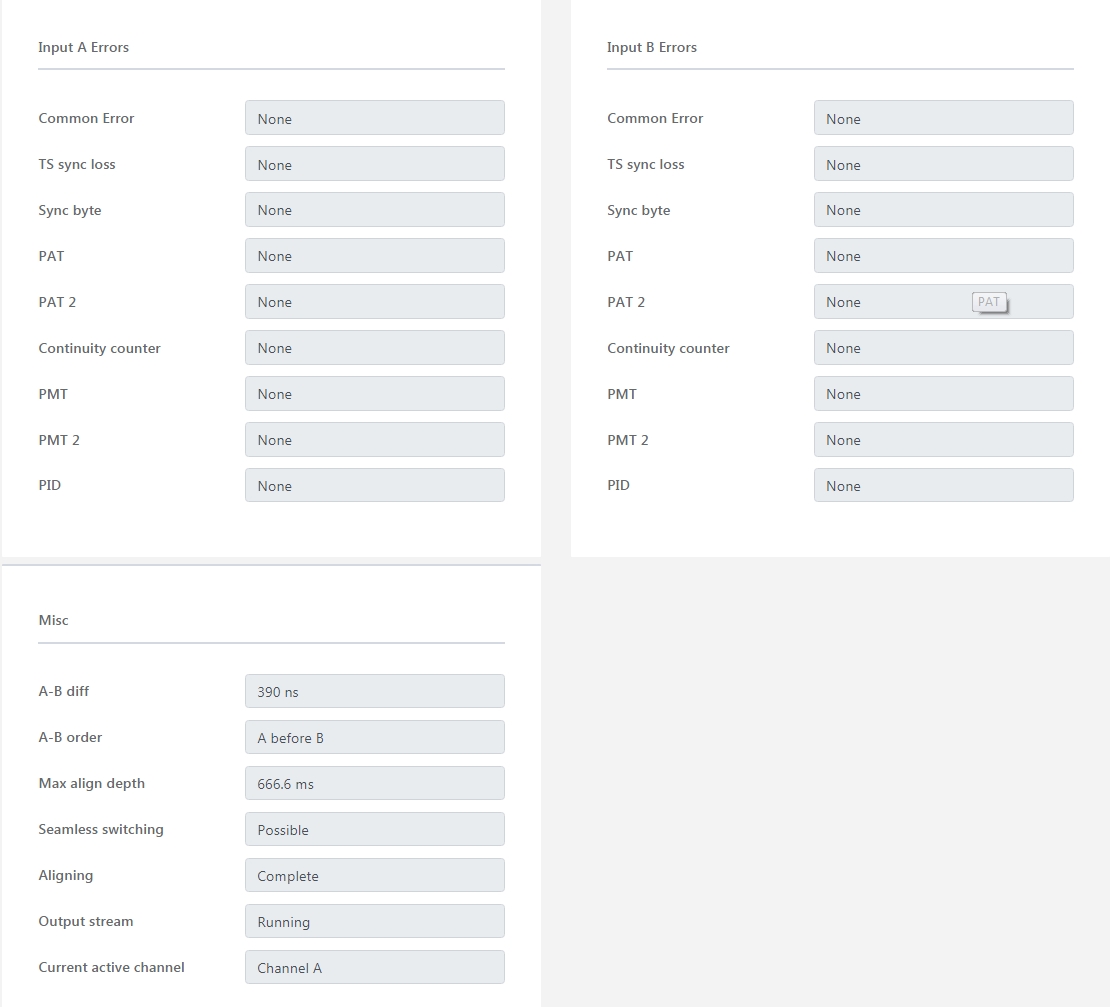 Input A Errors
Common Error None
TS sync loss None
Sync byte None
PAT None
PAT 2 None
Continuity counter None
PMT None
PMT 2 None
PID None
Input B Errors
Common Error None
TS sync loss None
Sync byte None
PAT None
PAT 2 None PAT
Continuity counter None
PMT None
PMT 2 None
PID None
Misc
A-B diff 390 ns
A-B order A before B
Max align depth 666.6 ms
Seamless switching Possible
Aligning Complete
Output stream Running
Current active channel Channel A